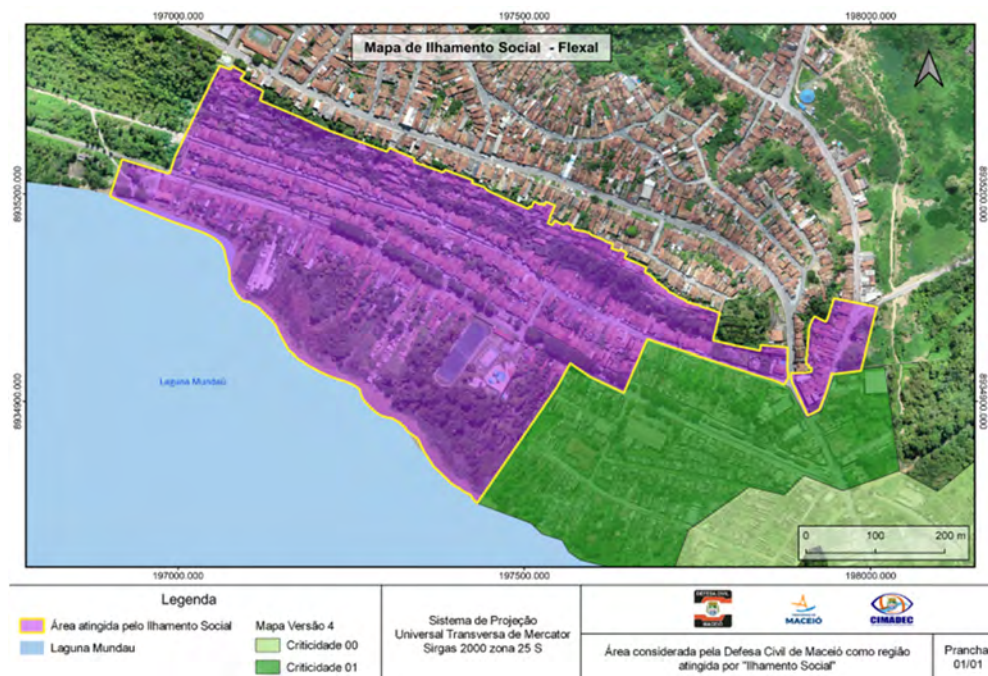 197000.000
197500.000
198000.000
Mapa de Ilhamento Social - Flexal
8935200.000
8935200.000
8934900.000
8934900.000
Laguna Mundaú
0 100 200 m
197000.000
197500.000
198000.000
Legenda
Área atingida pelo Ilhamento Social
Laguna Mundau
Mapa Versão 4
Criticidade 00
Criticidade 01
Sistema de Projeção
Universal Transversa de Mercator
Sirgas 2000 zona 25 S
DEFESA CIVIL
MACEIÓ
MACEIÓ
CIMADEC
Área considerada pela Defesa Civil de Maceió como região
atingida por "Ilhamento Social"
Prancha
01/01